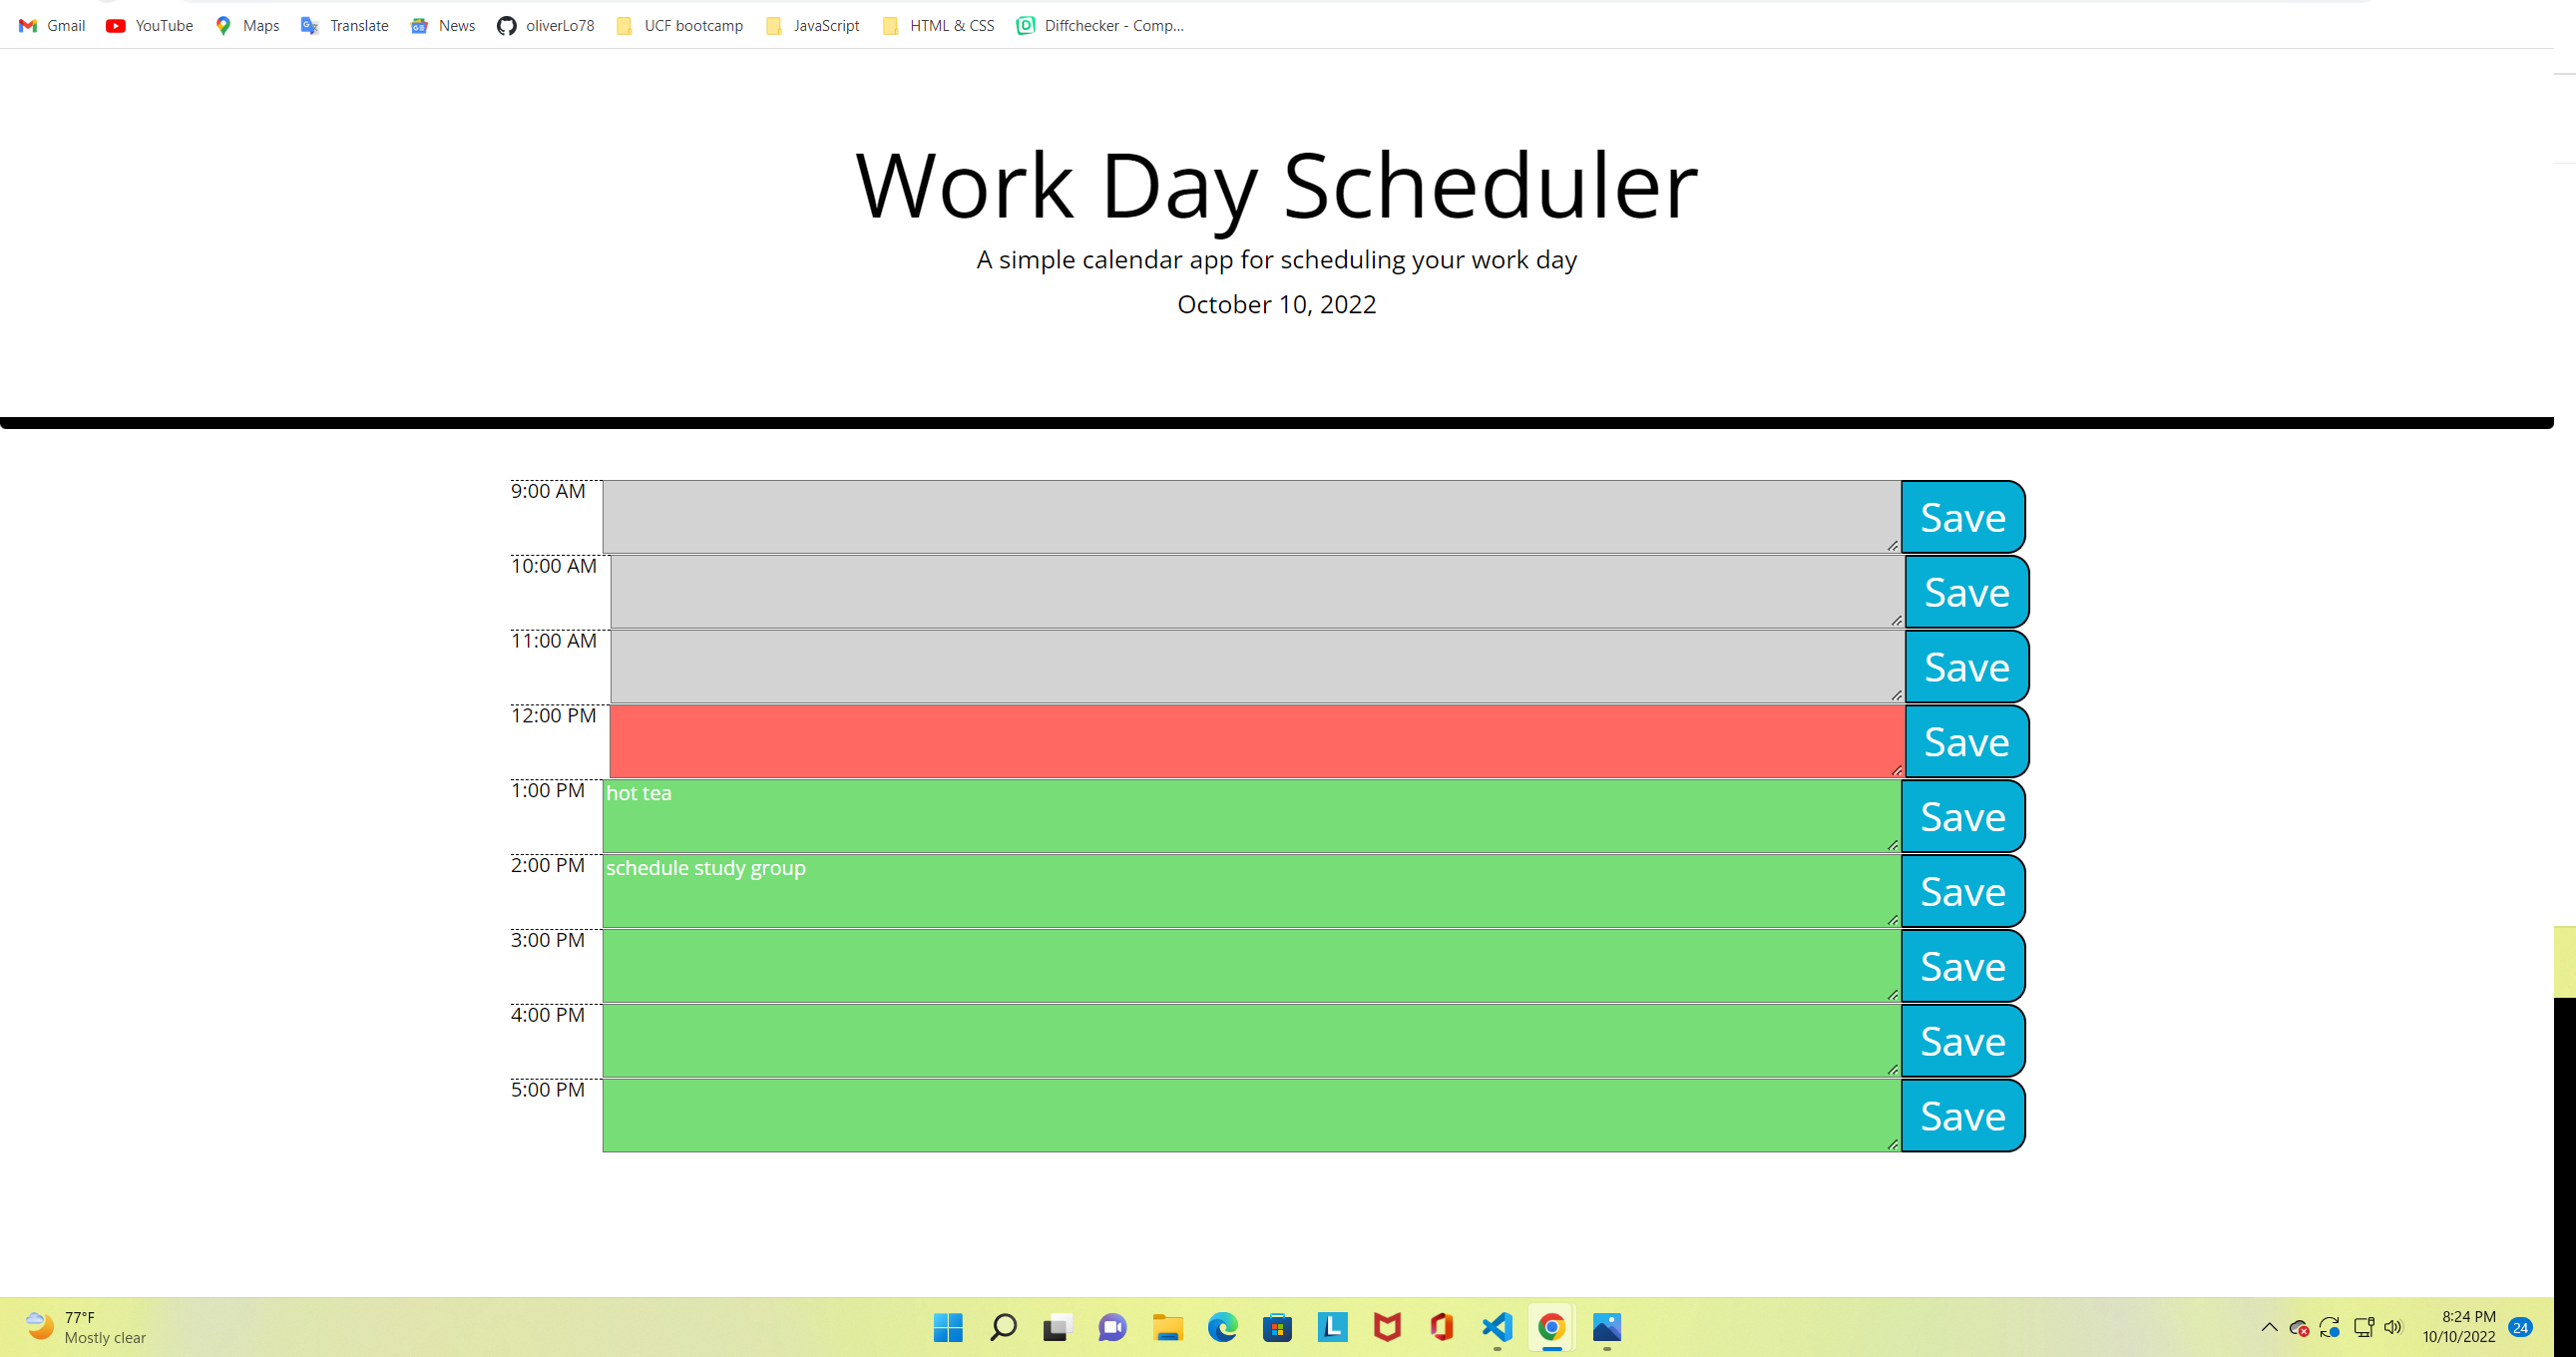 Gmail YouTube Maps Translate News oliverLo78 UCF bootcamp JavaScript HTML & CSS Diffchecker - Comp...
Work Day Scheduler
A simple calendar app for scheduling your work day
October 10, 2022
9:00 AM Save
10:00 AM Save
11:00 AM Save
12:00 PM Save
1:00 PM hot tea Save
2:00 PM schedule study group Save
3:00 PM Save
4:00 PM Save
5:00 PM Save
77°F
Mostly clear
8:24 PM
10/10/2022
24